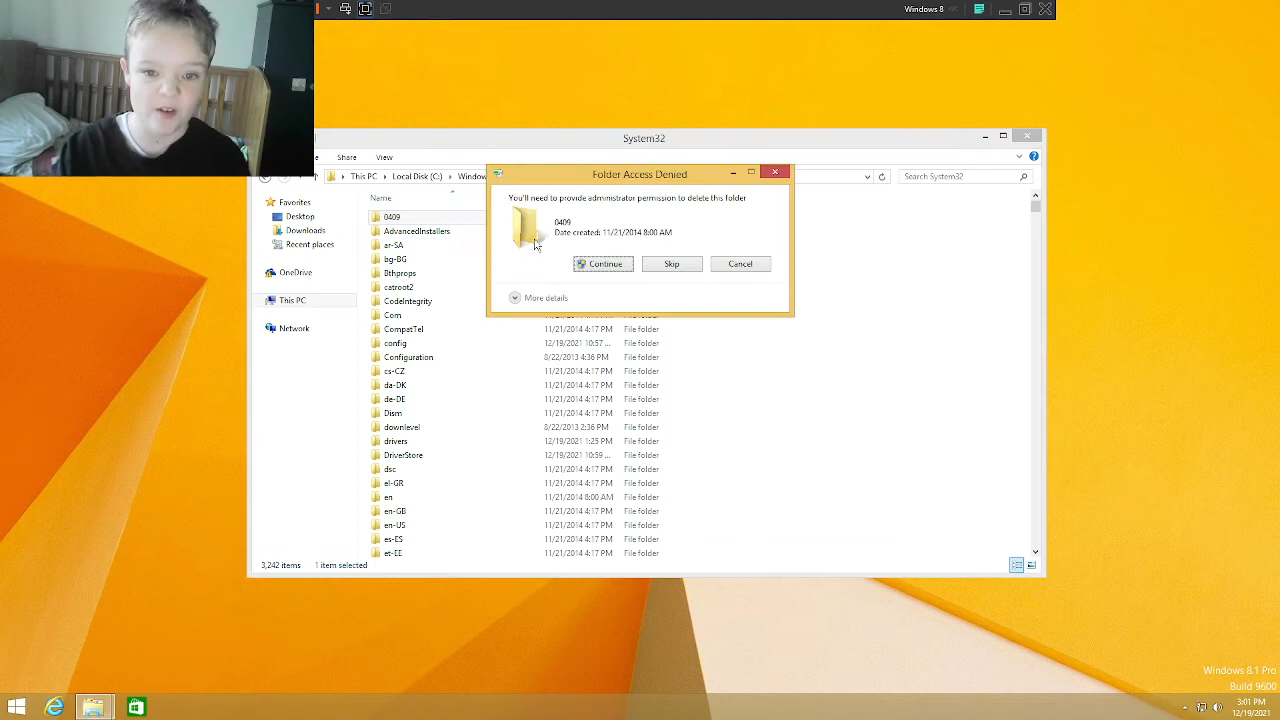 Windows 8
System32
Share View
This PC Local Disk (C:) Window
Search System32
Folder Access Denied
You'll need to provide administrator permission to delete this folder
0409
Date created: 11/21/2014 8:00 AM
Continue Skip Cancel
More details
Favorites
Desktop
Downloads
Recent places
OneDrive
This PC
Network
Name
0409
AdvancedInstallers
ar-SA
bg-BG
Bthprops
catroot2
CodeIntegrity
Com
CompatTel 11/21/2014 4:17 PM File folder
config 12/19/2021 10:57 ... File folder
Configuration 8/22/2013 4:36 PM File folder
cs-CZ 11/21/2014 4:17 PM File folder
da-DK 11/21/2014 4:17 PM File folder
de-DE 11/21/2014 4:17 PM File folder
Dism 11/21/2014 4:17 PM File folder
downlevel 8/22/2013 2:36 PM File folder
drivers 12/19/2021 1:25 PM File folder
DriverStore 12/19/2021 10:59 ... File folder
dsc 11/21/2014 4:17 PM File folder
el-GR 11/21/2014 4:17 PM File folder
en 11/21/2014 8:00 AM File folder
en-GB 11/21/2014 4:17 PM File folder
en-US 11/21/2014 4:17 PM File folder
es-ES 11/21/2014 4:17 PM File folder
et-EE 11/21/2014 4:17 PM File folder
3,242 items 1 item selected
Windows 8.1 Pro
Build 9600
3:01 PM
12/19/2021